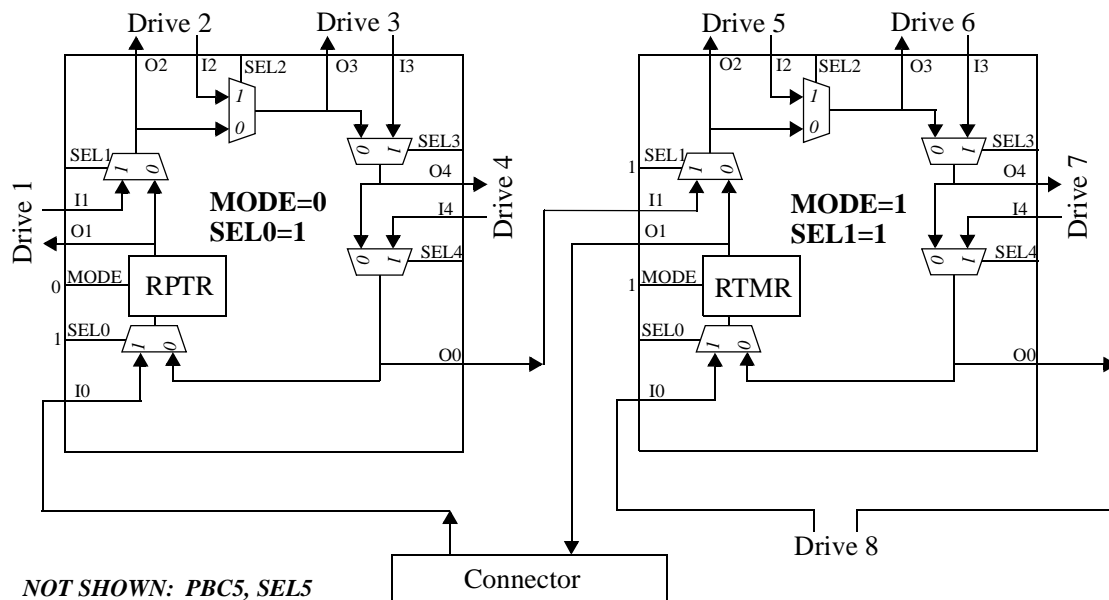 Drive 2 Drive 3 Drive 5 Drive 6
O2 I2 SEL2 O3 I3 O2 I2 SEL2 O3 I3
1 1
0 0
SEL1 1 0 0 1 SEL3 1 SEL1 1 0 0 1 SEL3
Drive 1 I1 MODE=0 O4 Drive 4 I1 MODE=1 O4 Drive 7
O1 SEL0=1 I4 O1 SEL1=1 I4
0 1 SEL4 0 1 SEL4
0 MODE RPTR 1 MODE RTMR
1 SEL0 1 0 SEL0 1 0
O0 O0
I0 I0
Drive 8
Connector
NOT SHOWN: PBC5, SEL5